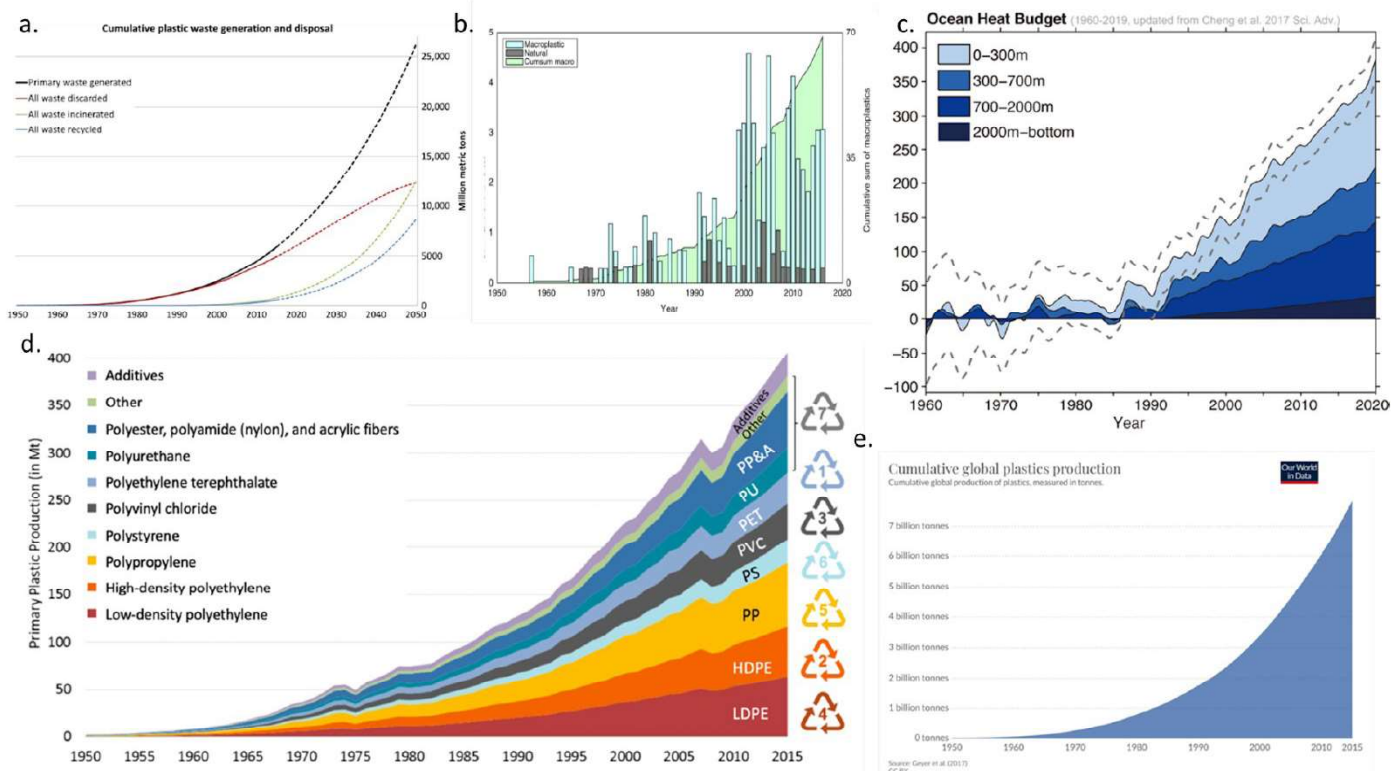 a.
Cumulative plastic waste generation and disposal
Primary waste generated
All waste discarded
All waste incinerated
All waste recycled
25,000
20,000
15,000
10,000
5000
0
Million metric tons
1950 1960 1970 1980 1990 2000 2010 2020 2030 2040 2050
b.
Macroplastic
Natural
Cumsum macro
5
4
3
2
1
0
70
35
0
Cumulative sum of macroplastics
1950 1960 1970 1980 1990 2000 2010 2020
Year
c.
Ocean Heat Budget (1960-2019, updated from Cheng et al. 2017 Sci. Adv.)
0–300m
300–700m
700–2000m
2000m–bottom
400
350
300
250
200
150
100
50
0
−50
−100
1960 1970 1980 1990 2000 2010 2020
Year
d.
Primary Plastic Production (in Mt)
400
350
300
250
200
150
100
50
0
Additives
Other
Polyester, polyamide (nylon), and acrylic fibers
Polyurethane
Polyethylene terephthalate
Polyvinyl chloride
Polystyrene
Polypropylene
High-density polyethylene
Low-density polyethylene
Additives
Other
PP&A
PU
PET
PVC
PS
PP
HDPE
LDPE
7
1
3
6
5
2
4
1950 1955 1960 1965 1970 1975 1980 1985 1990 1995 2000 2005 2010 2015
e.
Cumulative global plastics production
Cumulative global production of plastics, measured in tonnes.
Our World
in Data
7 billion tonnes
6 billion tonnes
5 billion tonnes
4 billion tonnes
3 billion tonnes
2 billion tonnes
1 billion tonnes
0 tonnes
1950 1960 1970 1980 1990 2000 2010 2015
Source: Geyer et al. (2017)